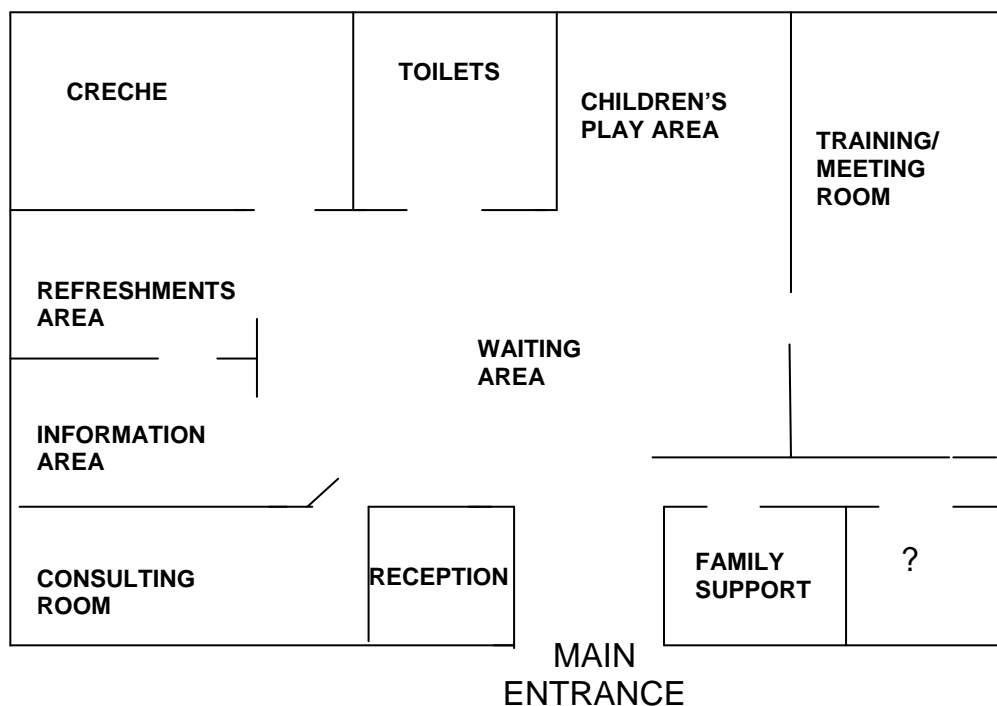 CRECHE
TOILETS
CHILDREN'S
PLAY AREA
TRAINING/
MEETING
ROOM
REFRESHMENTS
AREA
WAITING
AREA
INFORMATION
AREA
CONSULTING
ROOM
RECEPTION
FAMILY
SUPPORT
?
MAIN
ENTRANCE